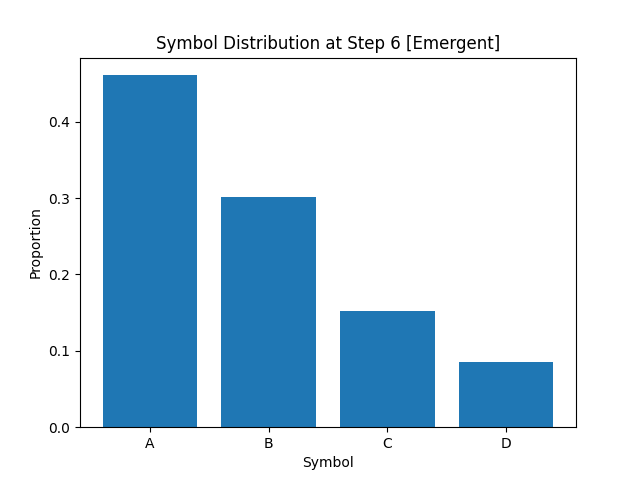 Symbol Distribution at Step 6 [Emergent]
Proportion
0.4
0.3
0.2
0.1
0.0
A B C D
Symbol